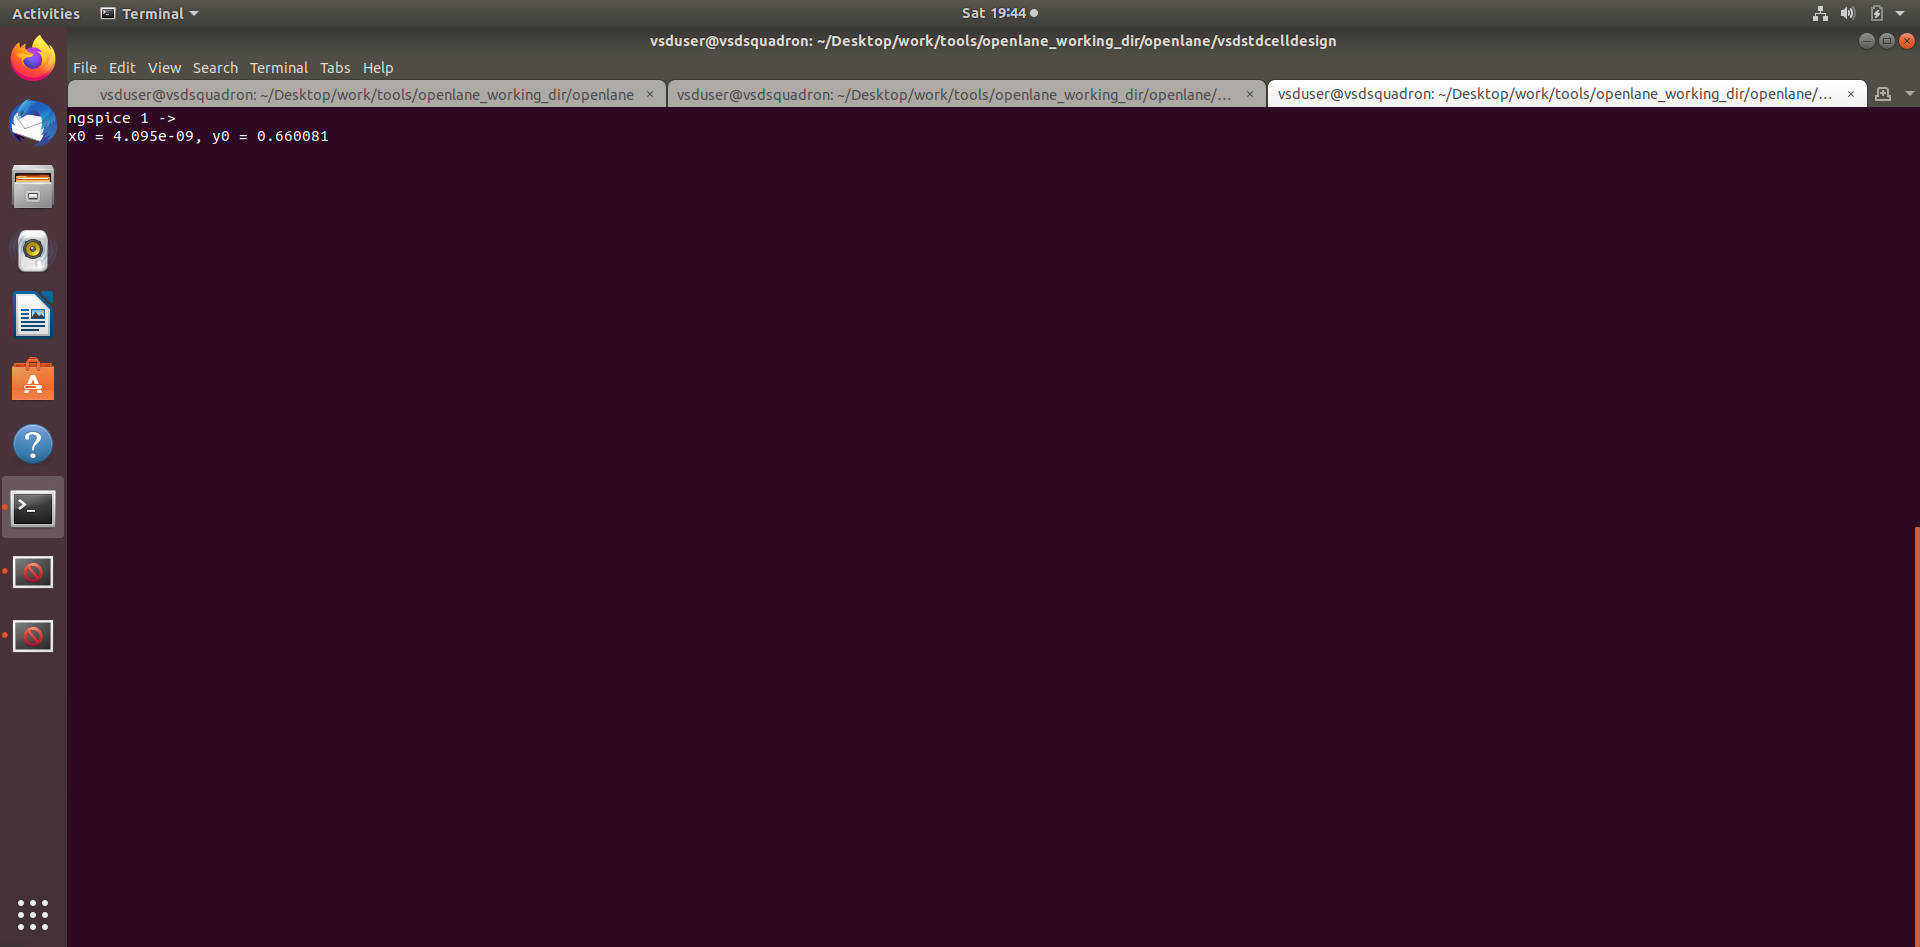 Activities Terminal Sat 19:44
vsduser@vsdsquadron: ~/Desktop/work/tools/openlane_working_dir/openlane/vsdstdcelldesign
File Edit View Search Terminal Tabs Help
vsduser@vsdsquadron: ~/Desktop/work/tools/openlane_working_dir/openlane × vsduser@vsdsquadron: ~/Desktop/work/tools/openlane_working_dir/openlane/... × vsduser@vsdsquadron: ~/Desktop/work/tools/openlane_working_dir/openlane/... ×
ngspice 1 ->
x0 = 4.095e-09, y0 = 0.660081